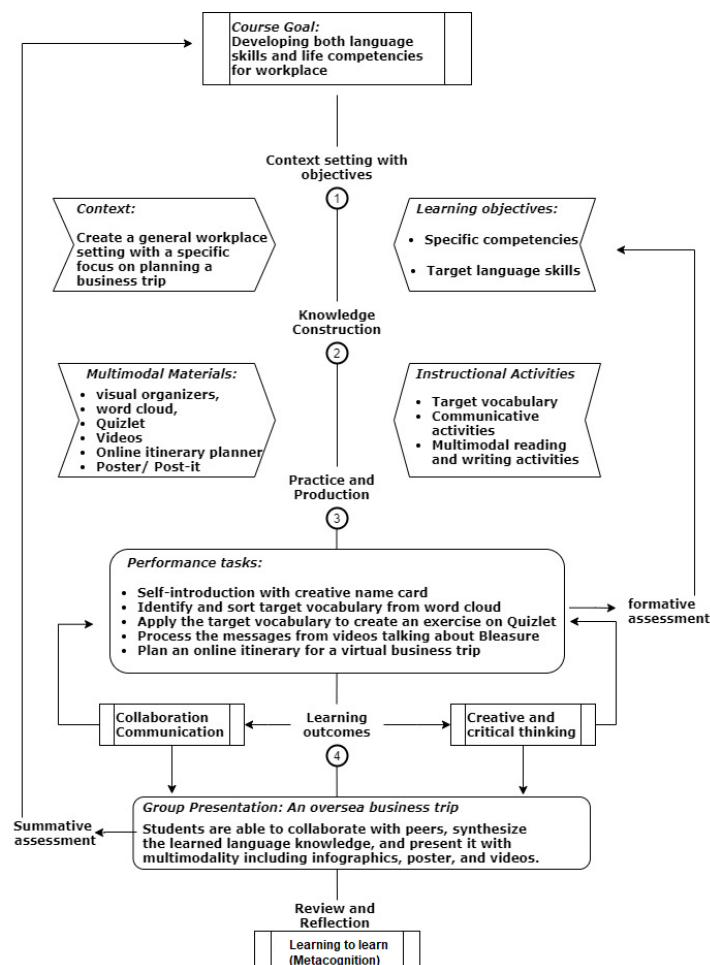 Course Goal:
Developing both language
skills and life competencies
for workplace
Context setting with
objectives
1
Context:
Create a general workplace
setting with a specific
focus on planning a
business trip
Learning objectives:
• Specific competencies
• Target language skills
Knowledge
Construction
2
Multimodal Materials:
• visual organizers,
• word cloud,
• Quizlet
• Videos
• Online itinerary planner
• Poster/ Post-it
Instructional Activities
• Target vocabulary
• Communicative
activities
• Multimodal reading
and writing activities
Practice and
Production
3
Performance tasks:
• Self-introduction with creative name card
• Identify and sort target vocabulary from word cloud
• Apply the target vocabulary to create an exercise on Quizlet
• Process the messages from videos talking about Bleasure
• Plan an online itinerary for a virtual business trip
formative
assessment
Collaboration
Communication
Learning
outcomes
4
Creative and
critical thinking
Group Presentation: An oversea business trip
Students are able to collaborate with peers, synthesize
the learned language knowledge, and present it with
multimodality including infographics, poster, and videos.
Summative
assessment
Review and
Reflection
Learning to learn
(Metacognition)